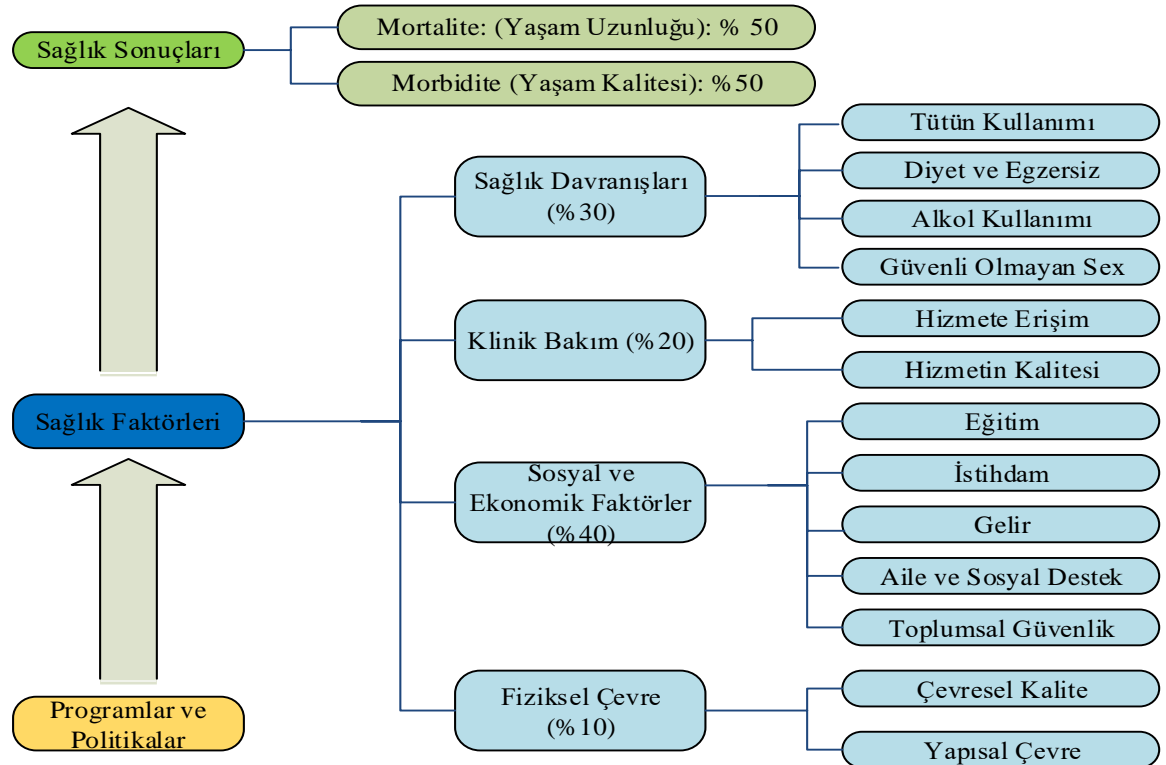 Sağlık Sonuçları
Mortalite: (Yaşam Uzunluğu): % 50
Morbidite (Yaşam Kalitesi): %50
Sağlık Faktörleri
Programlar ve
Politikalar
Sağlık Davranışları
(%30)
Tütün Kullanımı
Diyet ve Egzersiz
Alkol Kullanımı
Güvenli Olmayan Sex
Klinik Bakım (%20)
Hizmete Erişim
Hizmetin Kalitesi
Sosyal ve
Ekonomik Faktörler
(%40)
Eğitim
İstihdam
Gelir
Aile ve Sosyal Destek
Toplumsal Güvenlik
Fiziksel Çevre
(%10)
Çevresel Kalite
Yapısal Çevre